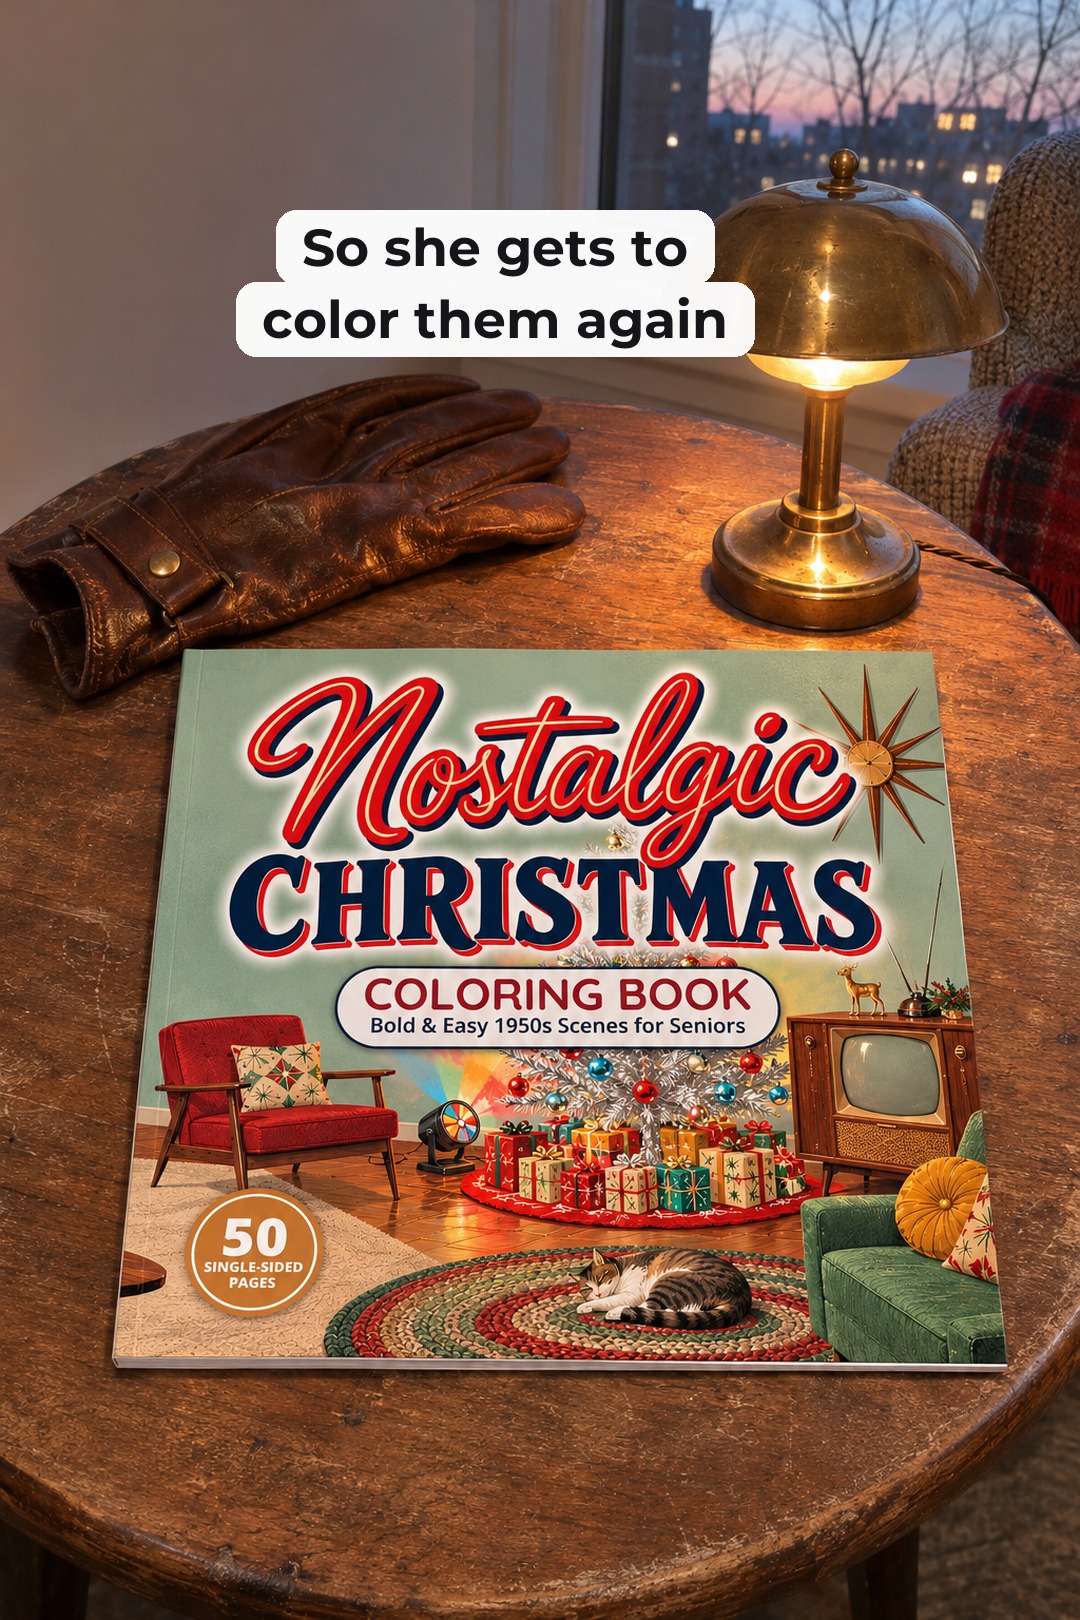 So she gets to
color them again
Nostalgic
CHRISTMAS
COLORING BOOK
Bold & Easy 1950s Scenes for Seniors
50
SINGLE-SIDED
PAGES